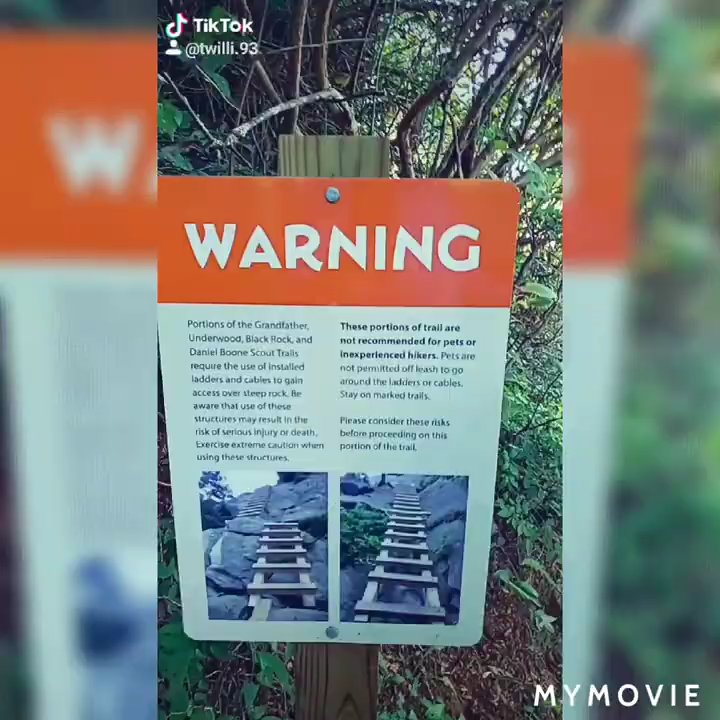 TikTok
@twilli.93
WARNING
Portions of the Grandfather,
Underwood, Black Rock, and
Daniel Boone Scout Trails
require the use of installed
ladders and cables to gain
access over steep rock. Be
aware that use of these
structures may result in the
risk of serious injury or death.
Exercise extreme caution when
using these structures.
These portions of trail are
not recommended for pets or
inexperienced hikers. Pets are
not permitted off leash to go
around the ladders or cables.
Stay on marked trails.
Please consider these risks
before proceeding on this
portion of the trail.
MYMOVIE